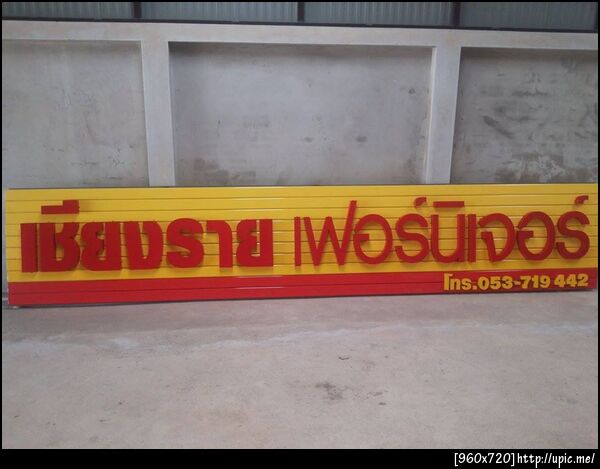 เชียงราย เฟอร์นิเจอร์
โทร.053-719 442
[960x720]http://upic.me/